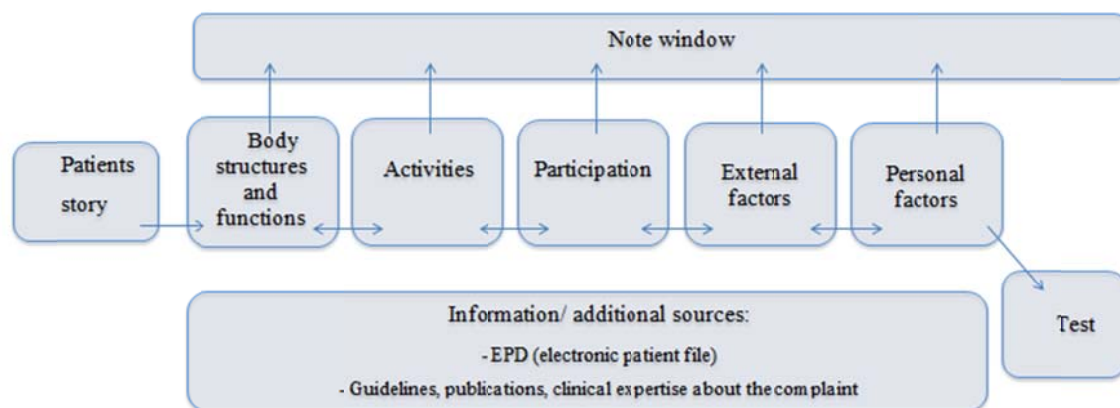 Note window
Patients
story
Body
structures
and
functions
Activities
Participation
External
factors
Personal
factors
Test
Information/ additional sources:
- EPD (electronic patient file)
- Guidelines, publications, clinical expertise about the complaint